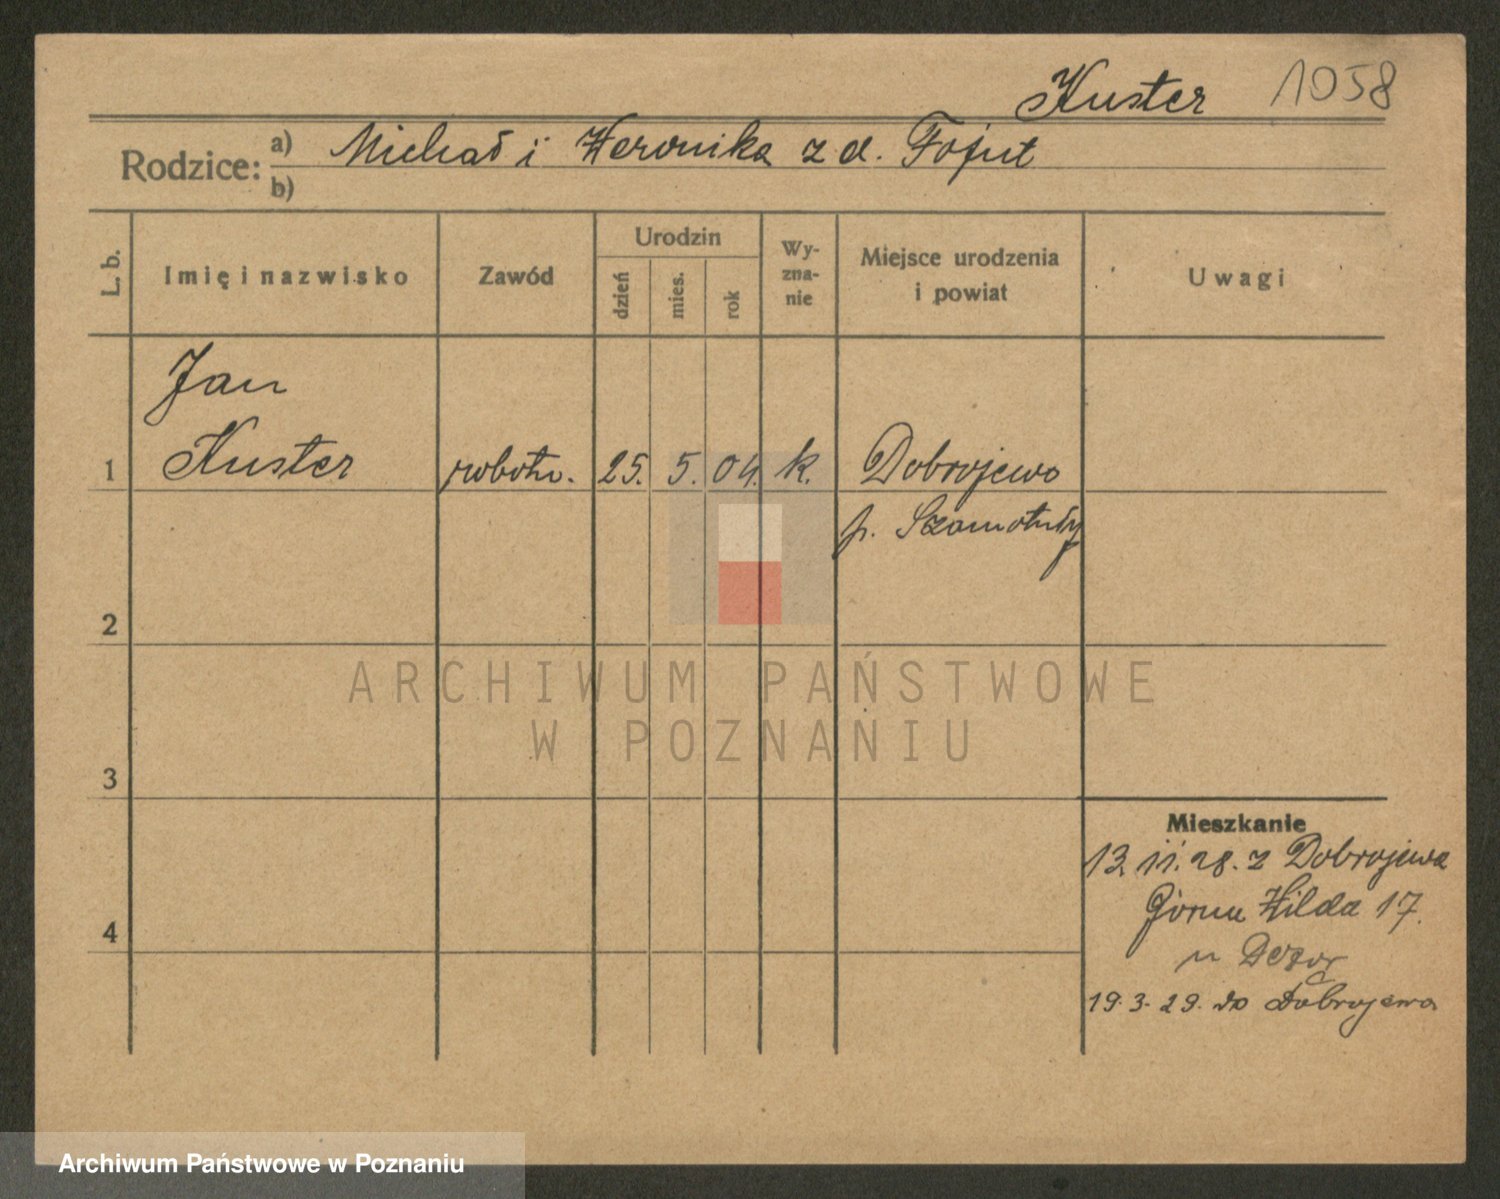 Kuster 1058
Rodzice: a) Michał i Weronika z d. Fojut
b)
L. b.
Imię i nazwisko
Zawód
Urodzin
dzień
mies.
rok
Wy-
zna-
nie
Miejsce urodzenia
i powiat
Uwagi
Jan
1 Kuster robotn. 25. 5. 04. k. Dobrojewo
p. Szamotuły
2
3
4
Mieszkanie
13. 11. 28. z Dobrojewa
Górna Wilda 17.
u
19. 3. 29. do Dobrojewa
ARCHIWUM PAŃSTWOWE
W POZNANIU
Archiwum Państwowe w Poznaniu